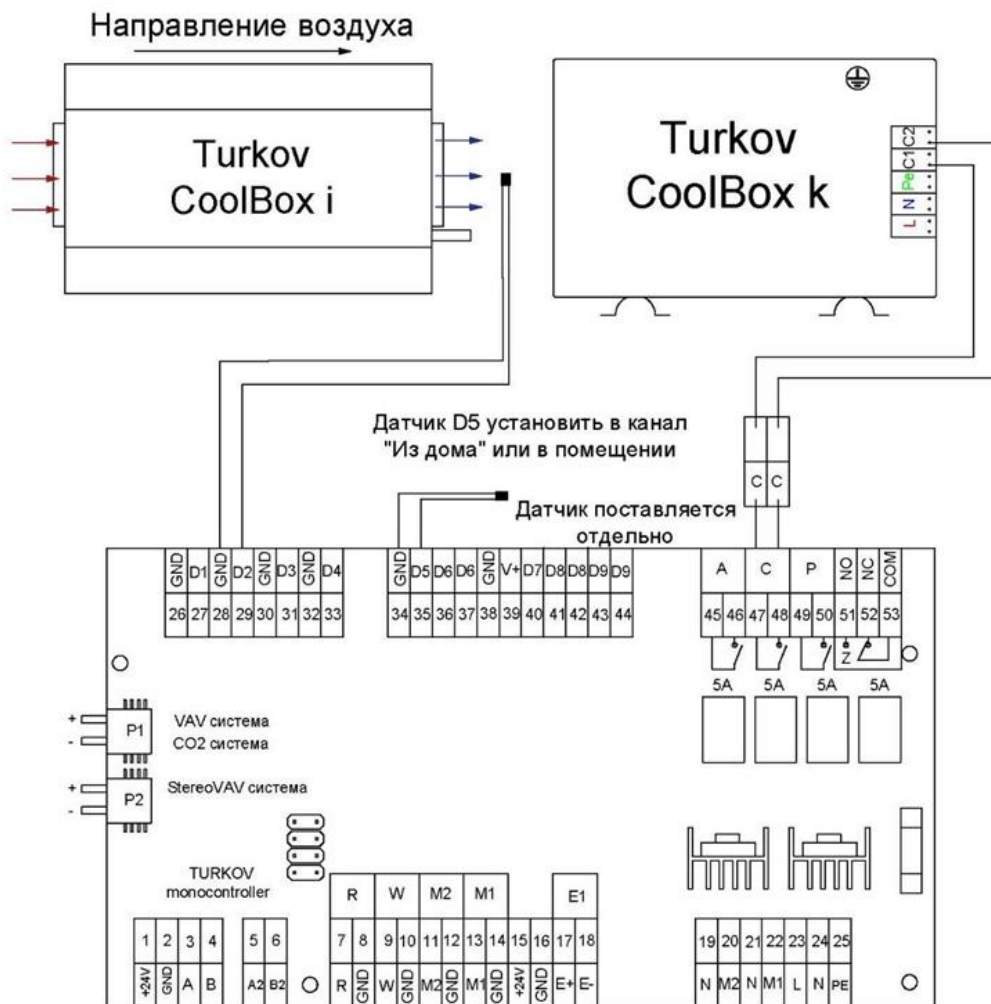 Направление воздуха
Turkov
CoolBox i
Turkov
CoolBox k
C2
C1
Pe
N
L
Датчик D5 установить в канал
"Из дома" или в помещении
Датчик поставляется
отдельно
C C
GND D1 GND D2 GND D3 GND D4
26 27 28 29 30 31 32 33
GND D5 D6 D6 GND V+ D7 D8 D8 D9 D9
34 35 36 37 38 39 40 41 42 43 44
A C P NO NC COM
45 46 47 48 49 50 51 52 53
Z
5A 5A 5A 5A
+
-
P1
VAV система
CO2 система
+
-
P2
StereoVAV система
TURKOV
monocontroller
R W M2 M1 E1
1 2 3 4 5 6 7 8 9 10 11 12 13 14 15 16 17 18
+24V GND A B A2 B2 R GND W GND M2 GND M1 GND +24V GND E+ E-
19 20 21 22 23 24 25
N M2 N M1 L N PE